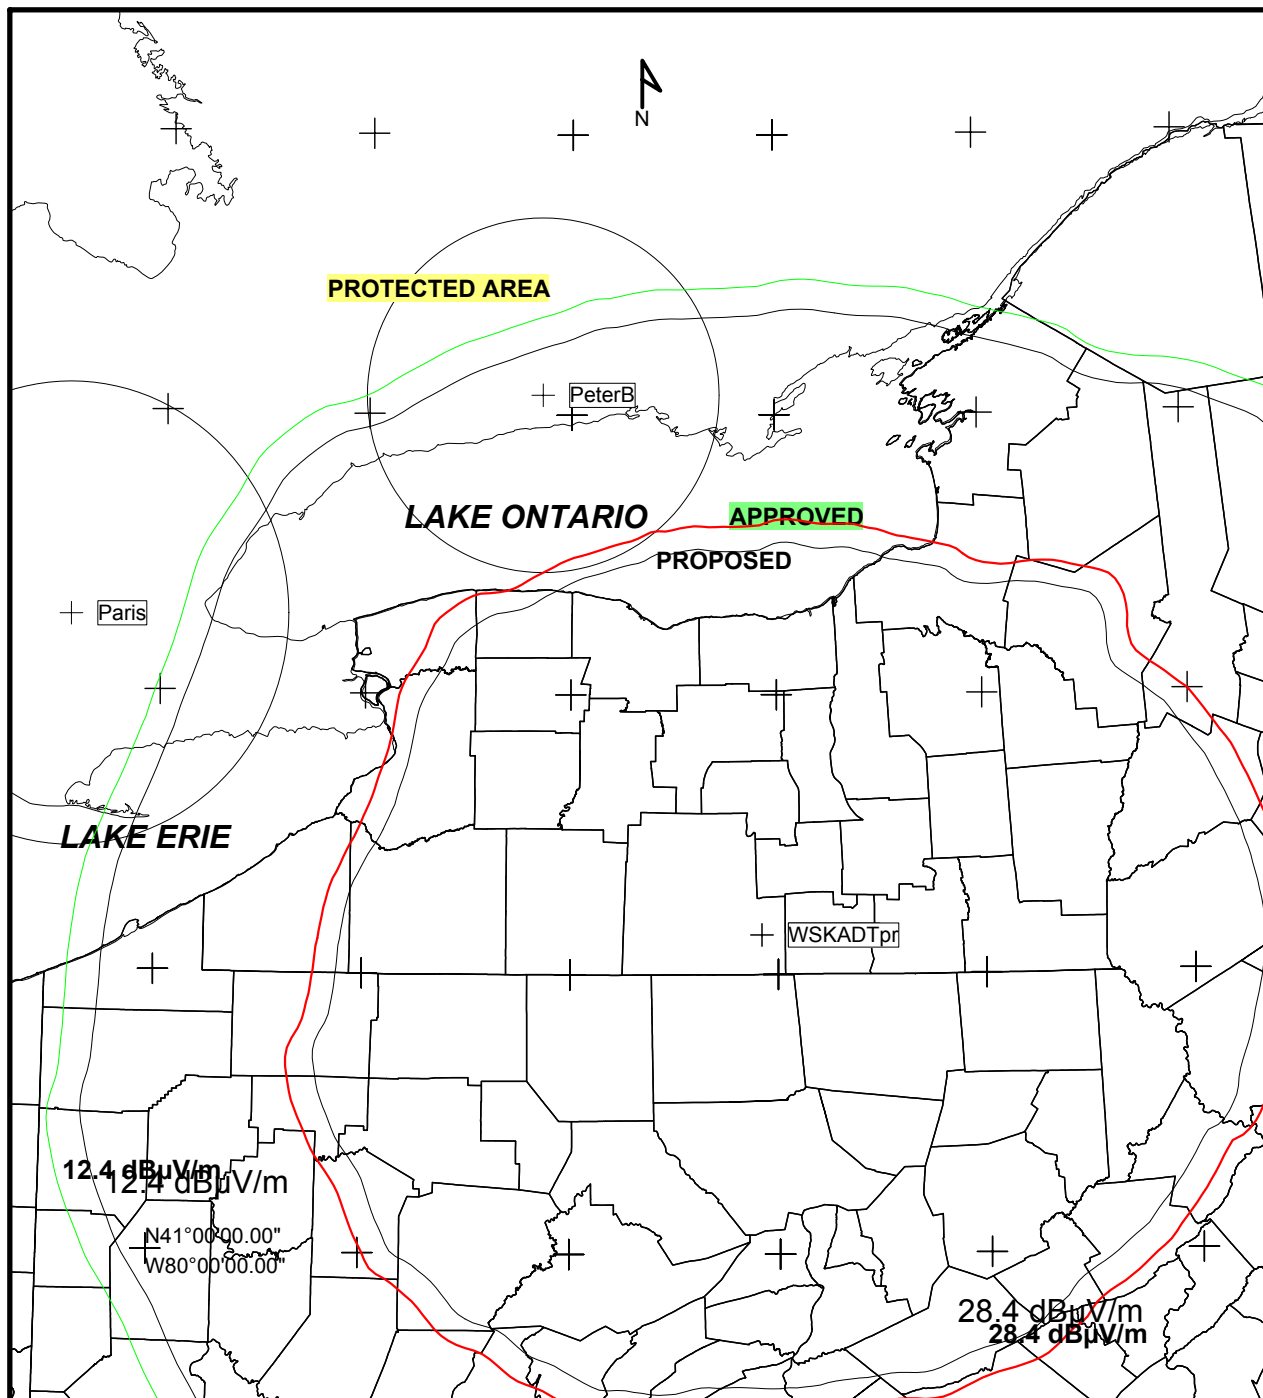 N
PROTECTED AREA
PeterB
LAKE ONTARIO
APPROVED
PROPOSED
Paris
LAKE ERIE
WSKADTpr
12.4 dBµV/m
12.4 dBµV/m
N41°00'00.00"
W80°00'00.00"
28.4 dBµV/m
28.4 dBµV/m